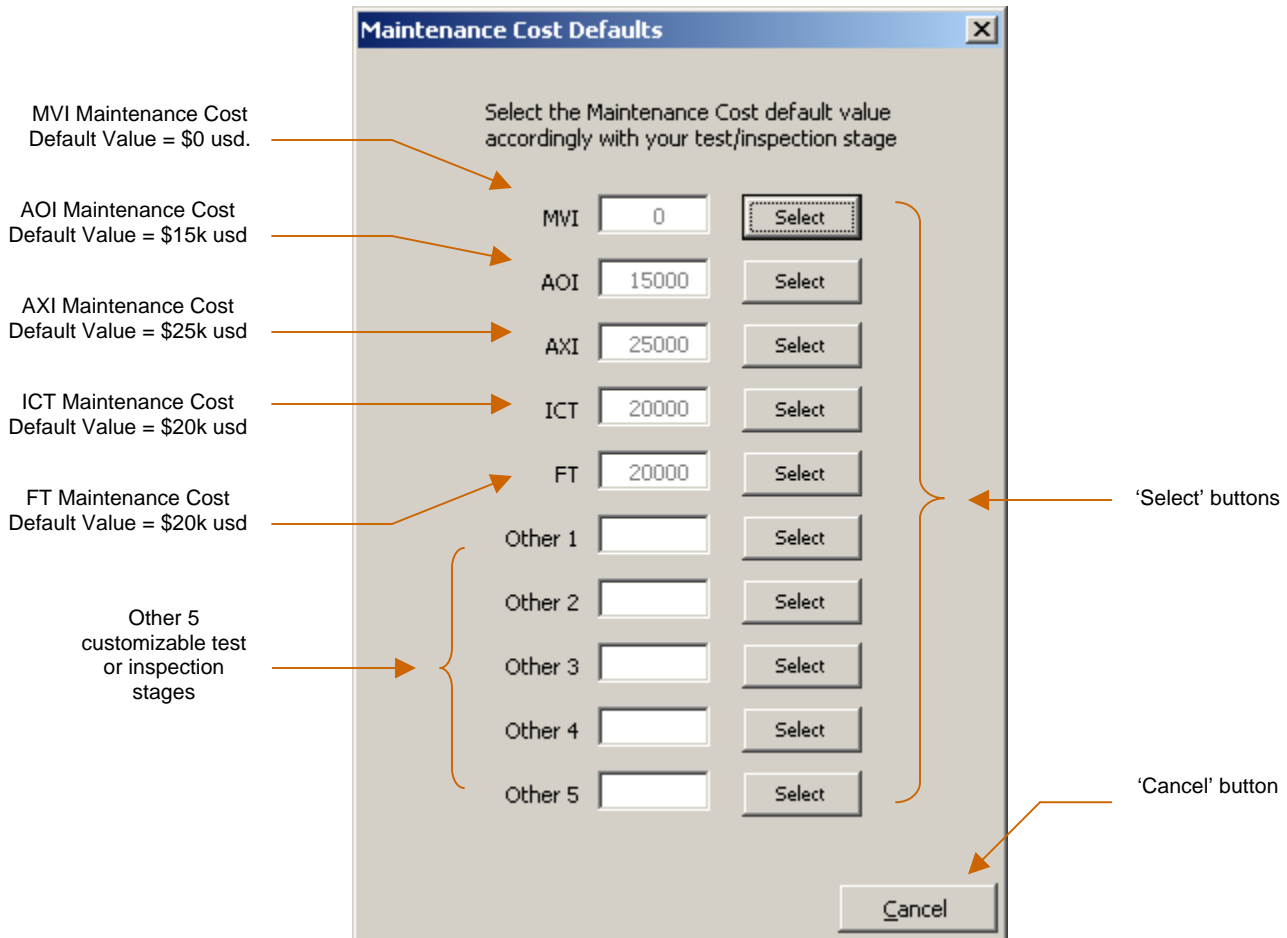 Maintenance Cost Defaults
Select the Maintenance Cost default value
accordingly with your test/inspection stage
MVI Maintenance Cost
Default Value = $0 usd.
AOI Maintenance Cost
Default Value = $15k usd
AXI Maintenance Cost
Default Value = $25k usd
ICT Maintenance Cost
Default Value = $20k usd
FT Maintenance Cost
Default Value = $20k usd
Other 5
customizable test
or inspection
stages
MVI 0 Select
AOI 15000 Select
AXI 25000 Select
ICT 20000 Select
FT 20000 Select
Other 1 Select
Other 2 Select
Other 3 Select
Other 4 Select
Other 5 Select
Cancel
‘Select’ buttons
‘Cancel’ button